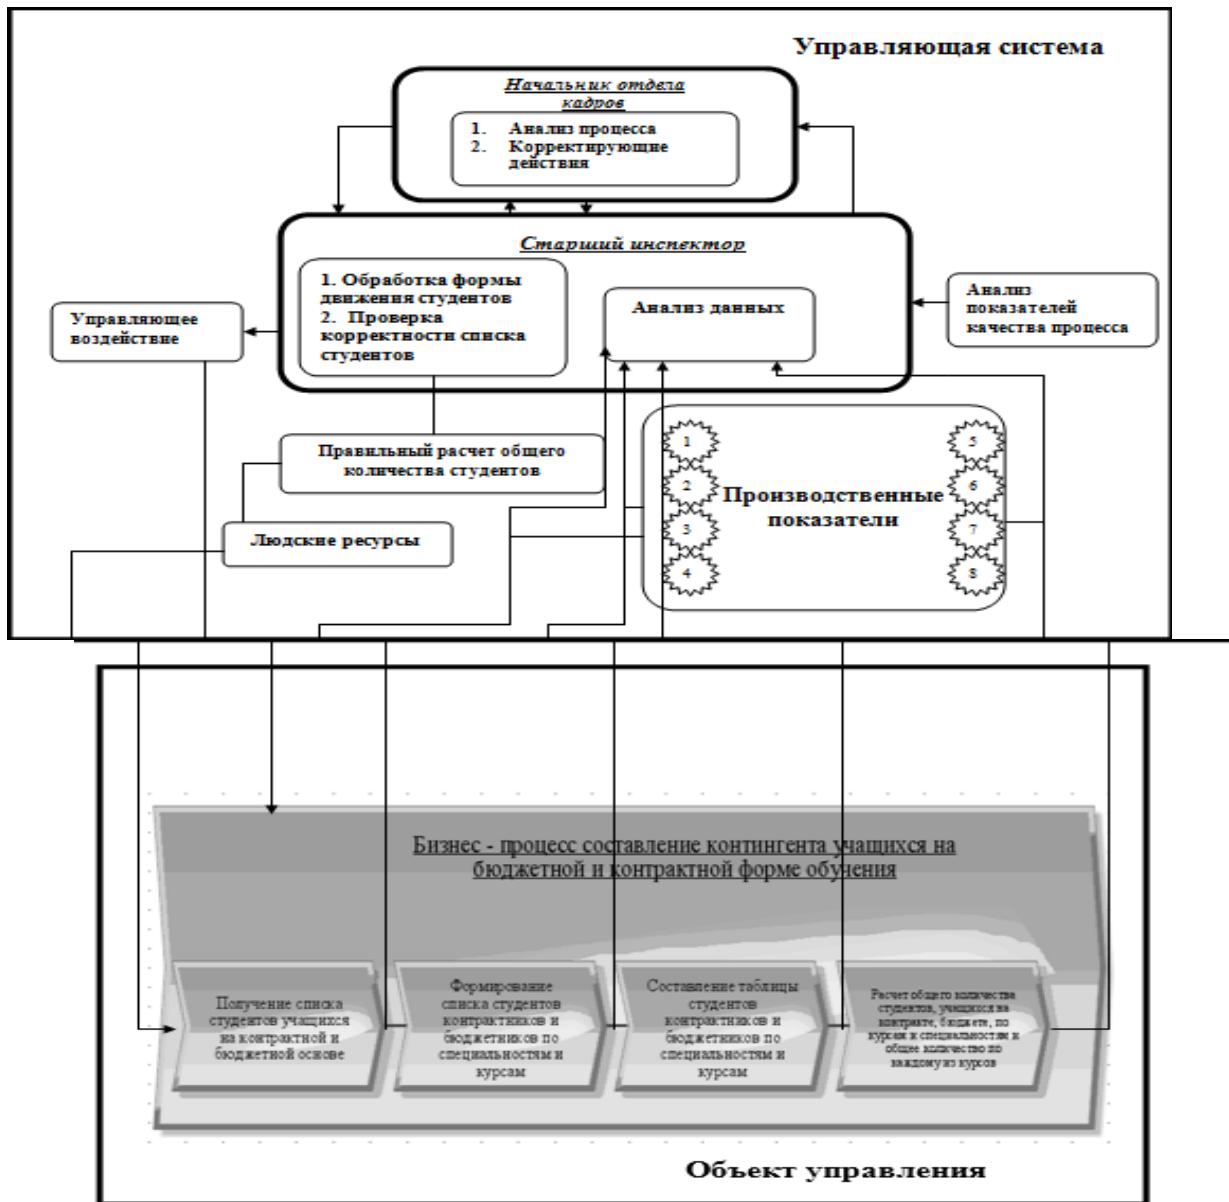 Управляющая система
Начальник отдела
кадров
1. Анализ процесса
2. Корректирующие
действия
Старший инспектор
1. Обработка формы
движения студентов
2. Проверка
корректности списка
студентов
Анализ данных
Анализ
показателей
качества процесса
Управляющее
воздействие
Правильный расчет общего
количества студентов
Людские ресурсы
Производственные
показатели
1
2
3
4
5
6
7
8
Бизнес - процесс составление контингента учащихся на
бюджетной и контрактной форме обучения
Получение списка
студентов учащихся
на контрактной и
бюджетной основе
Формирование
списка студентов
контрактников и
бюджетников по
специальностям и
курсам
Составление таблицы
студентов
контрактников и
бюджетников по
специальностям и
курсам
Расчет общего количества
студентов, учащихся на
контракте, бюджете, по
курсам и специальностям и
общее количество по
каждому из курсов
Объект управления